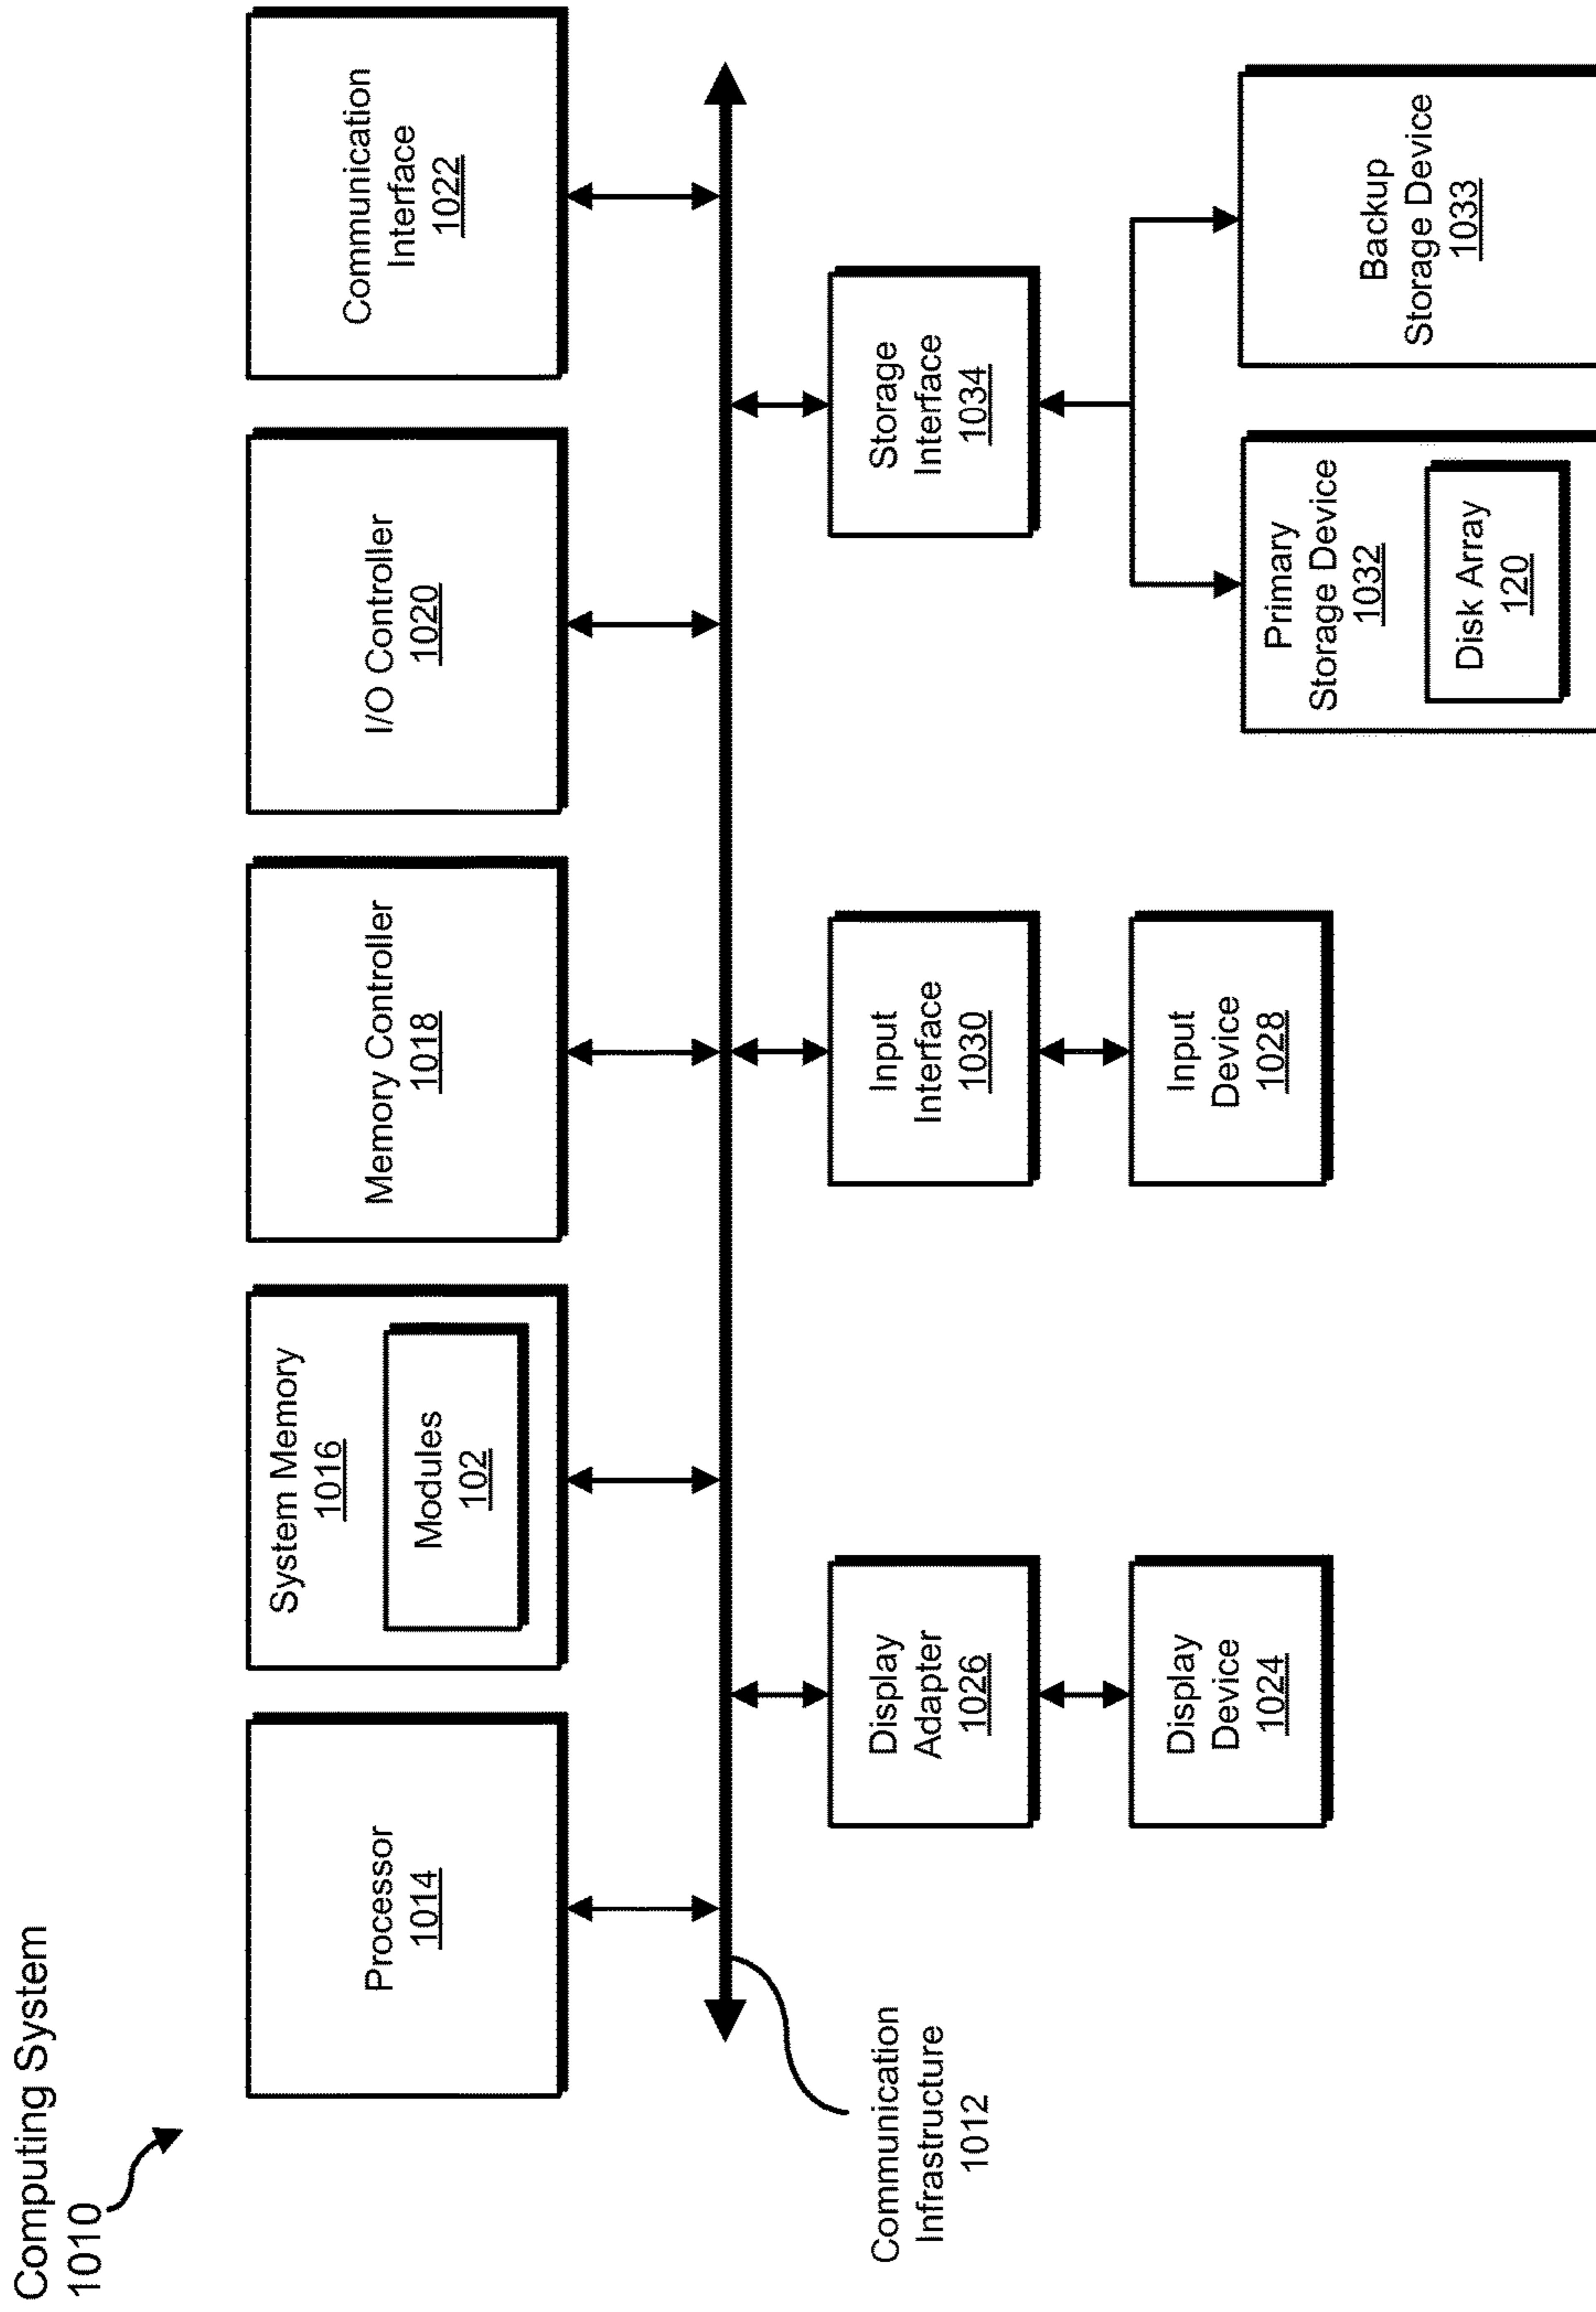 Computing System
1010
Processor
1014
System Memory
1016
Modules
102
Memory Controller
1018
I/O Controller
1020
Communication
Interface
1022
Communication
Infrastructure
1012
Display
Adapter
1026
Input
Interface
1030
Storage
Interface
1034
Display
Device
1024
Input
Device
1028
Primary
Storage Device
1032
Disk Array
120
Backup
Storage Device
1033